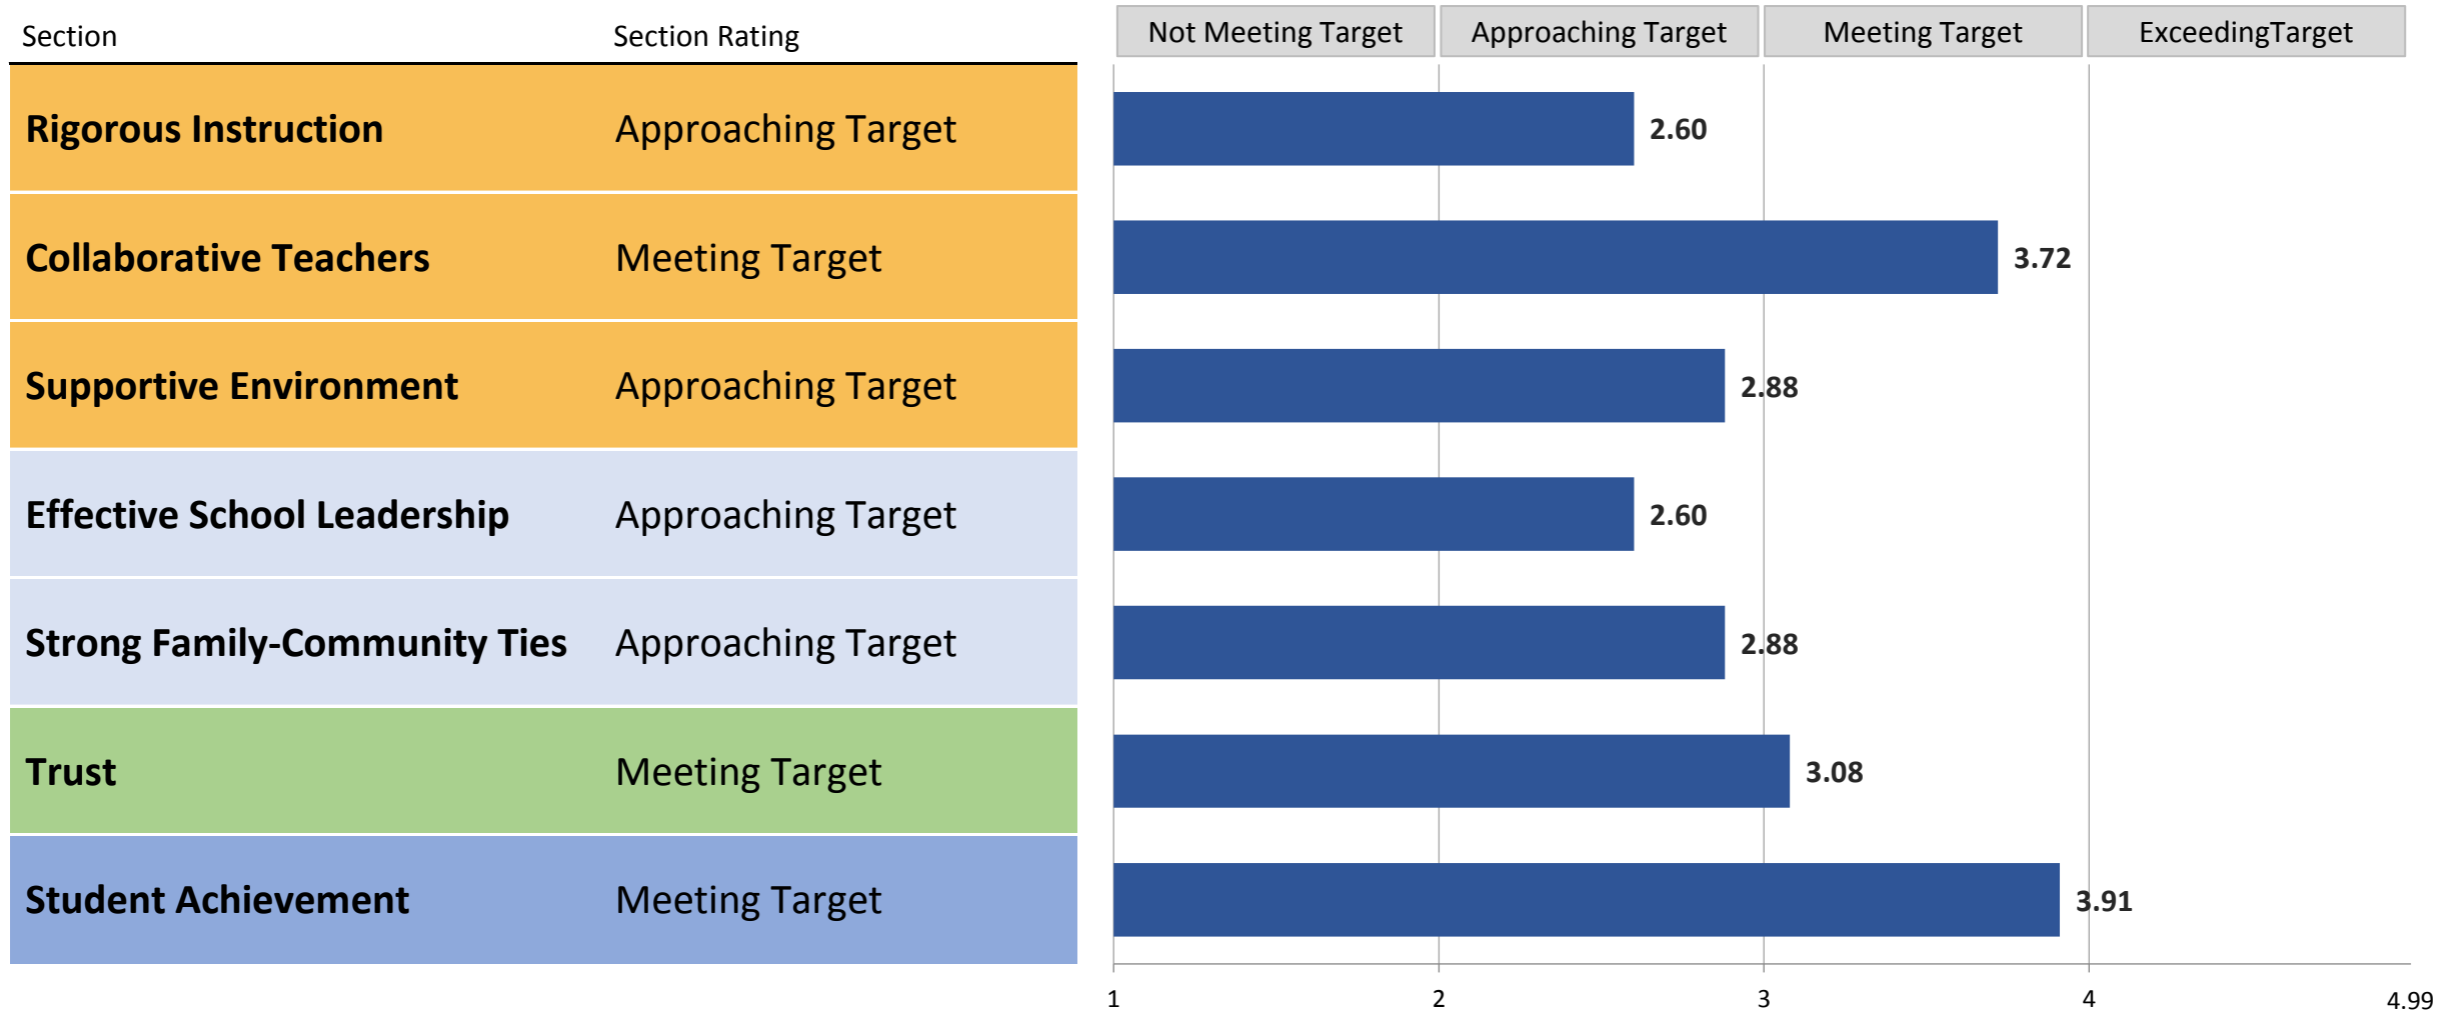 Section Section Rating Not Meeting Target Approaching Target Meeting Target ExceedingTarget
Rigorous Instruction Approaching Target 2.60
Collaborative Teachers Meeting Target 3.72
Supportive Environment Approaching Target 2.88
Effective School Leadership Approaching Target 2.60
Strong Family-Community Ties Approaching Target 2.88
Trust Meeting Target 3.08
Student Achievement Meeting Target 3.91
1 2 3 4 4.99